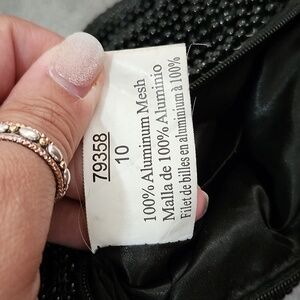 79358
10
100% Aluminum Mesh
Malla de 100% Aluminio
Filet de billes en aluminium à 100%